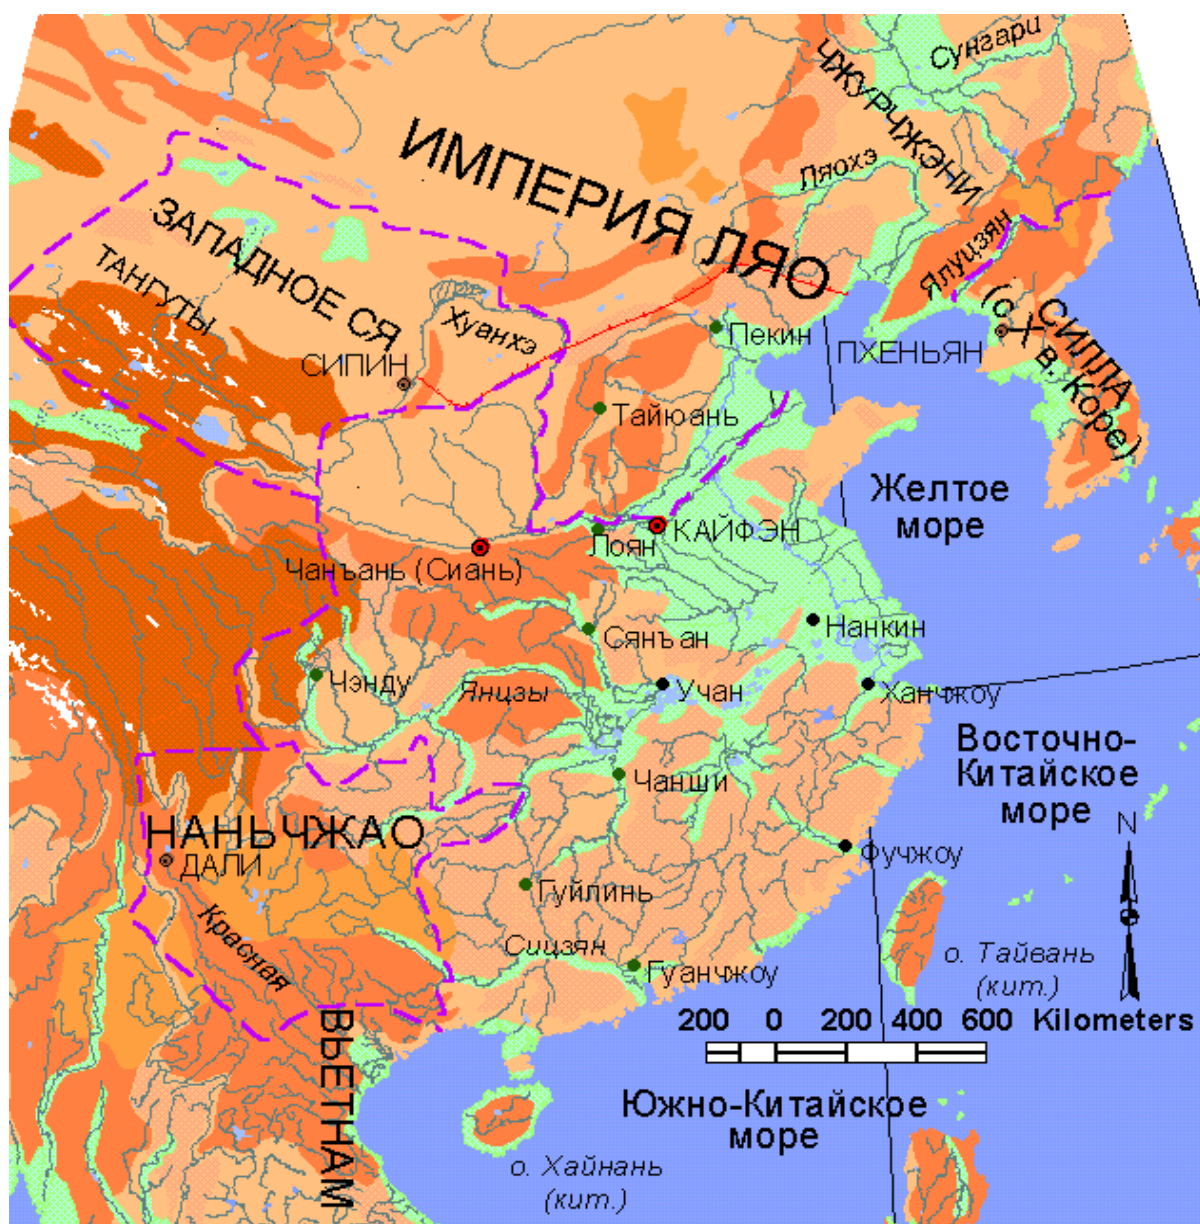 Сунгари
ЧЖУРЧЖЭНИ
ИМПЕРИЯ ЛЯО
Ляохэ
ЗАПАДНОЕ СЯ
ТАНГУТЫ
Ялуцзян
Хуанхэ
Пекин
СИЛЛА
(с X в. Коре)
ПХЕНЬЯН
СИПИН
Тайюань
Желтое
море
КАЙФЭН
Лоян
Чанъань (Сиань)
Нанкин
Сянъан
Чэнду
Янцзы
Учан
Ханчжоу
Восточно-
Китайское
море
Чанши
N
НАНЬЧЖАО
ДАЛИ
Фучжоу
Гуйлинь
Красная
Сицзян
Гуанчжоу
о. Тайвань
(кит.)
ВЬЕТНАМ
200 0 200 400 600 Kilometers
Южно-Китайское
море
о. Хайнань
(кит.)